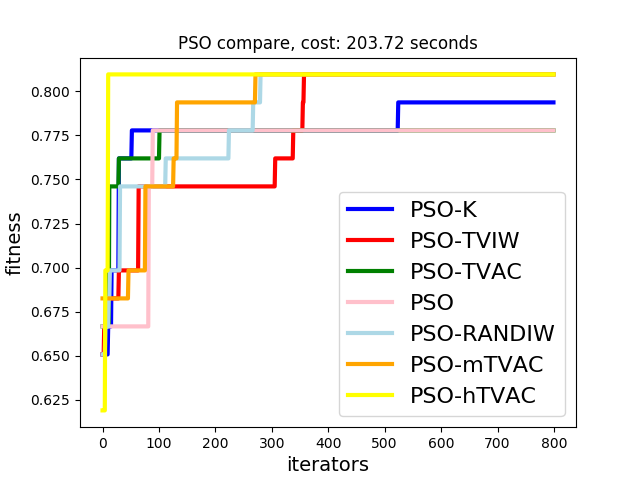 PSO compare, cost: 203.72 seconds
0.800
0.775
0.750
0.725
0.700
0.675
0.650
0.625
fitness
PSO-K
PSO-TVIW
PSO-TVAC
PSO
PSO-RANDIW
PSO-mTVAC
PSO-hTVAC
0 100 200 300 400 500 600 700 800
iterators